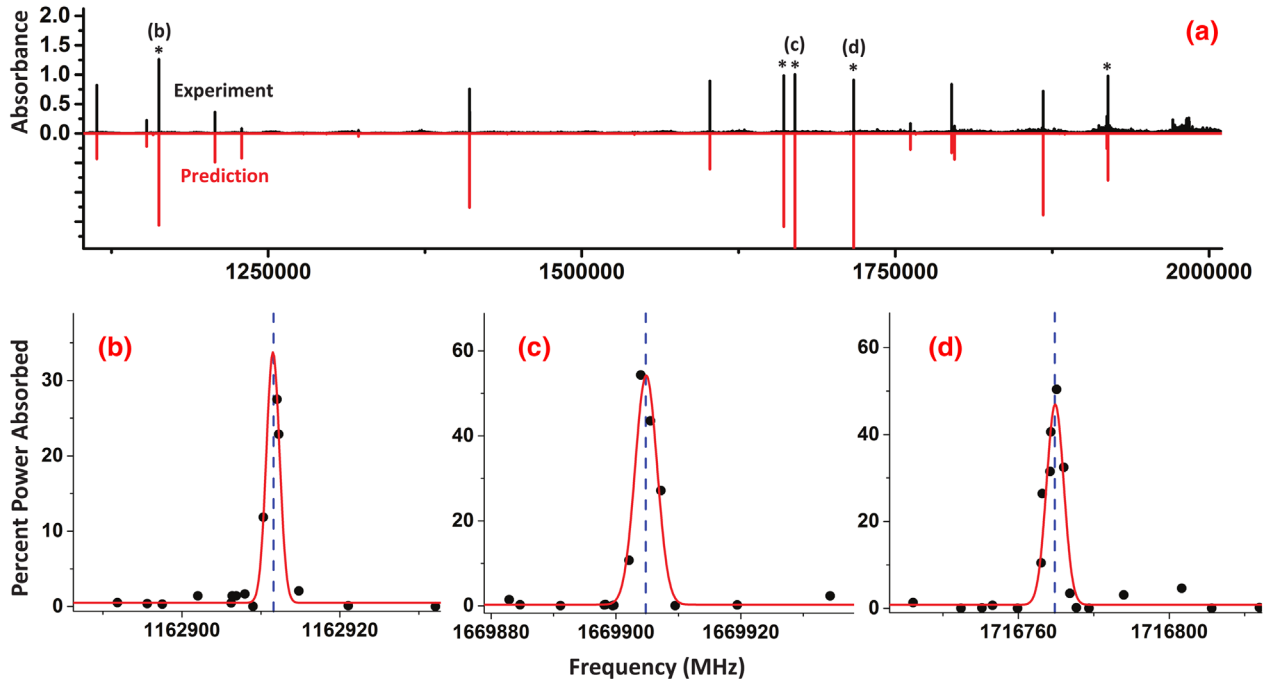 (a)
Absorbance
2.0
1.5
1.0
0.5
0.0
(b)
*
Experiment
Prediction
(c)
* *
(d)
*
*
1250000 1500000 1750000 2000000
Percent Power Absorbed
(b)
30
20
10
0
1162900 1162920
(c)
60
40
20
0
1669880 1669900 1669920
(d)
60
40
20
0
1716760 1716800
Frequency (MHz)